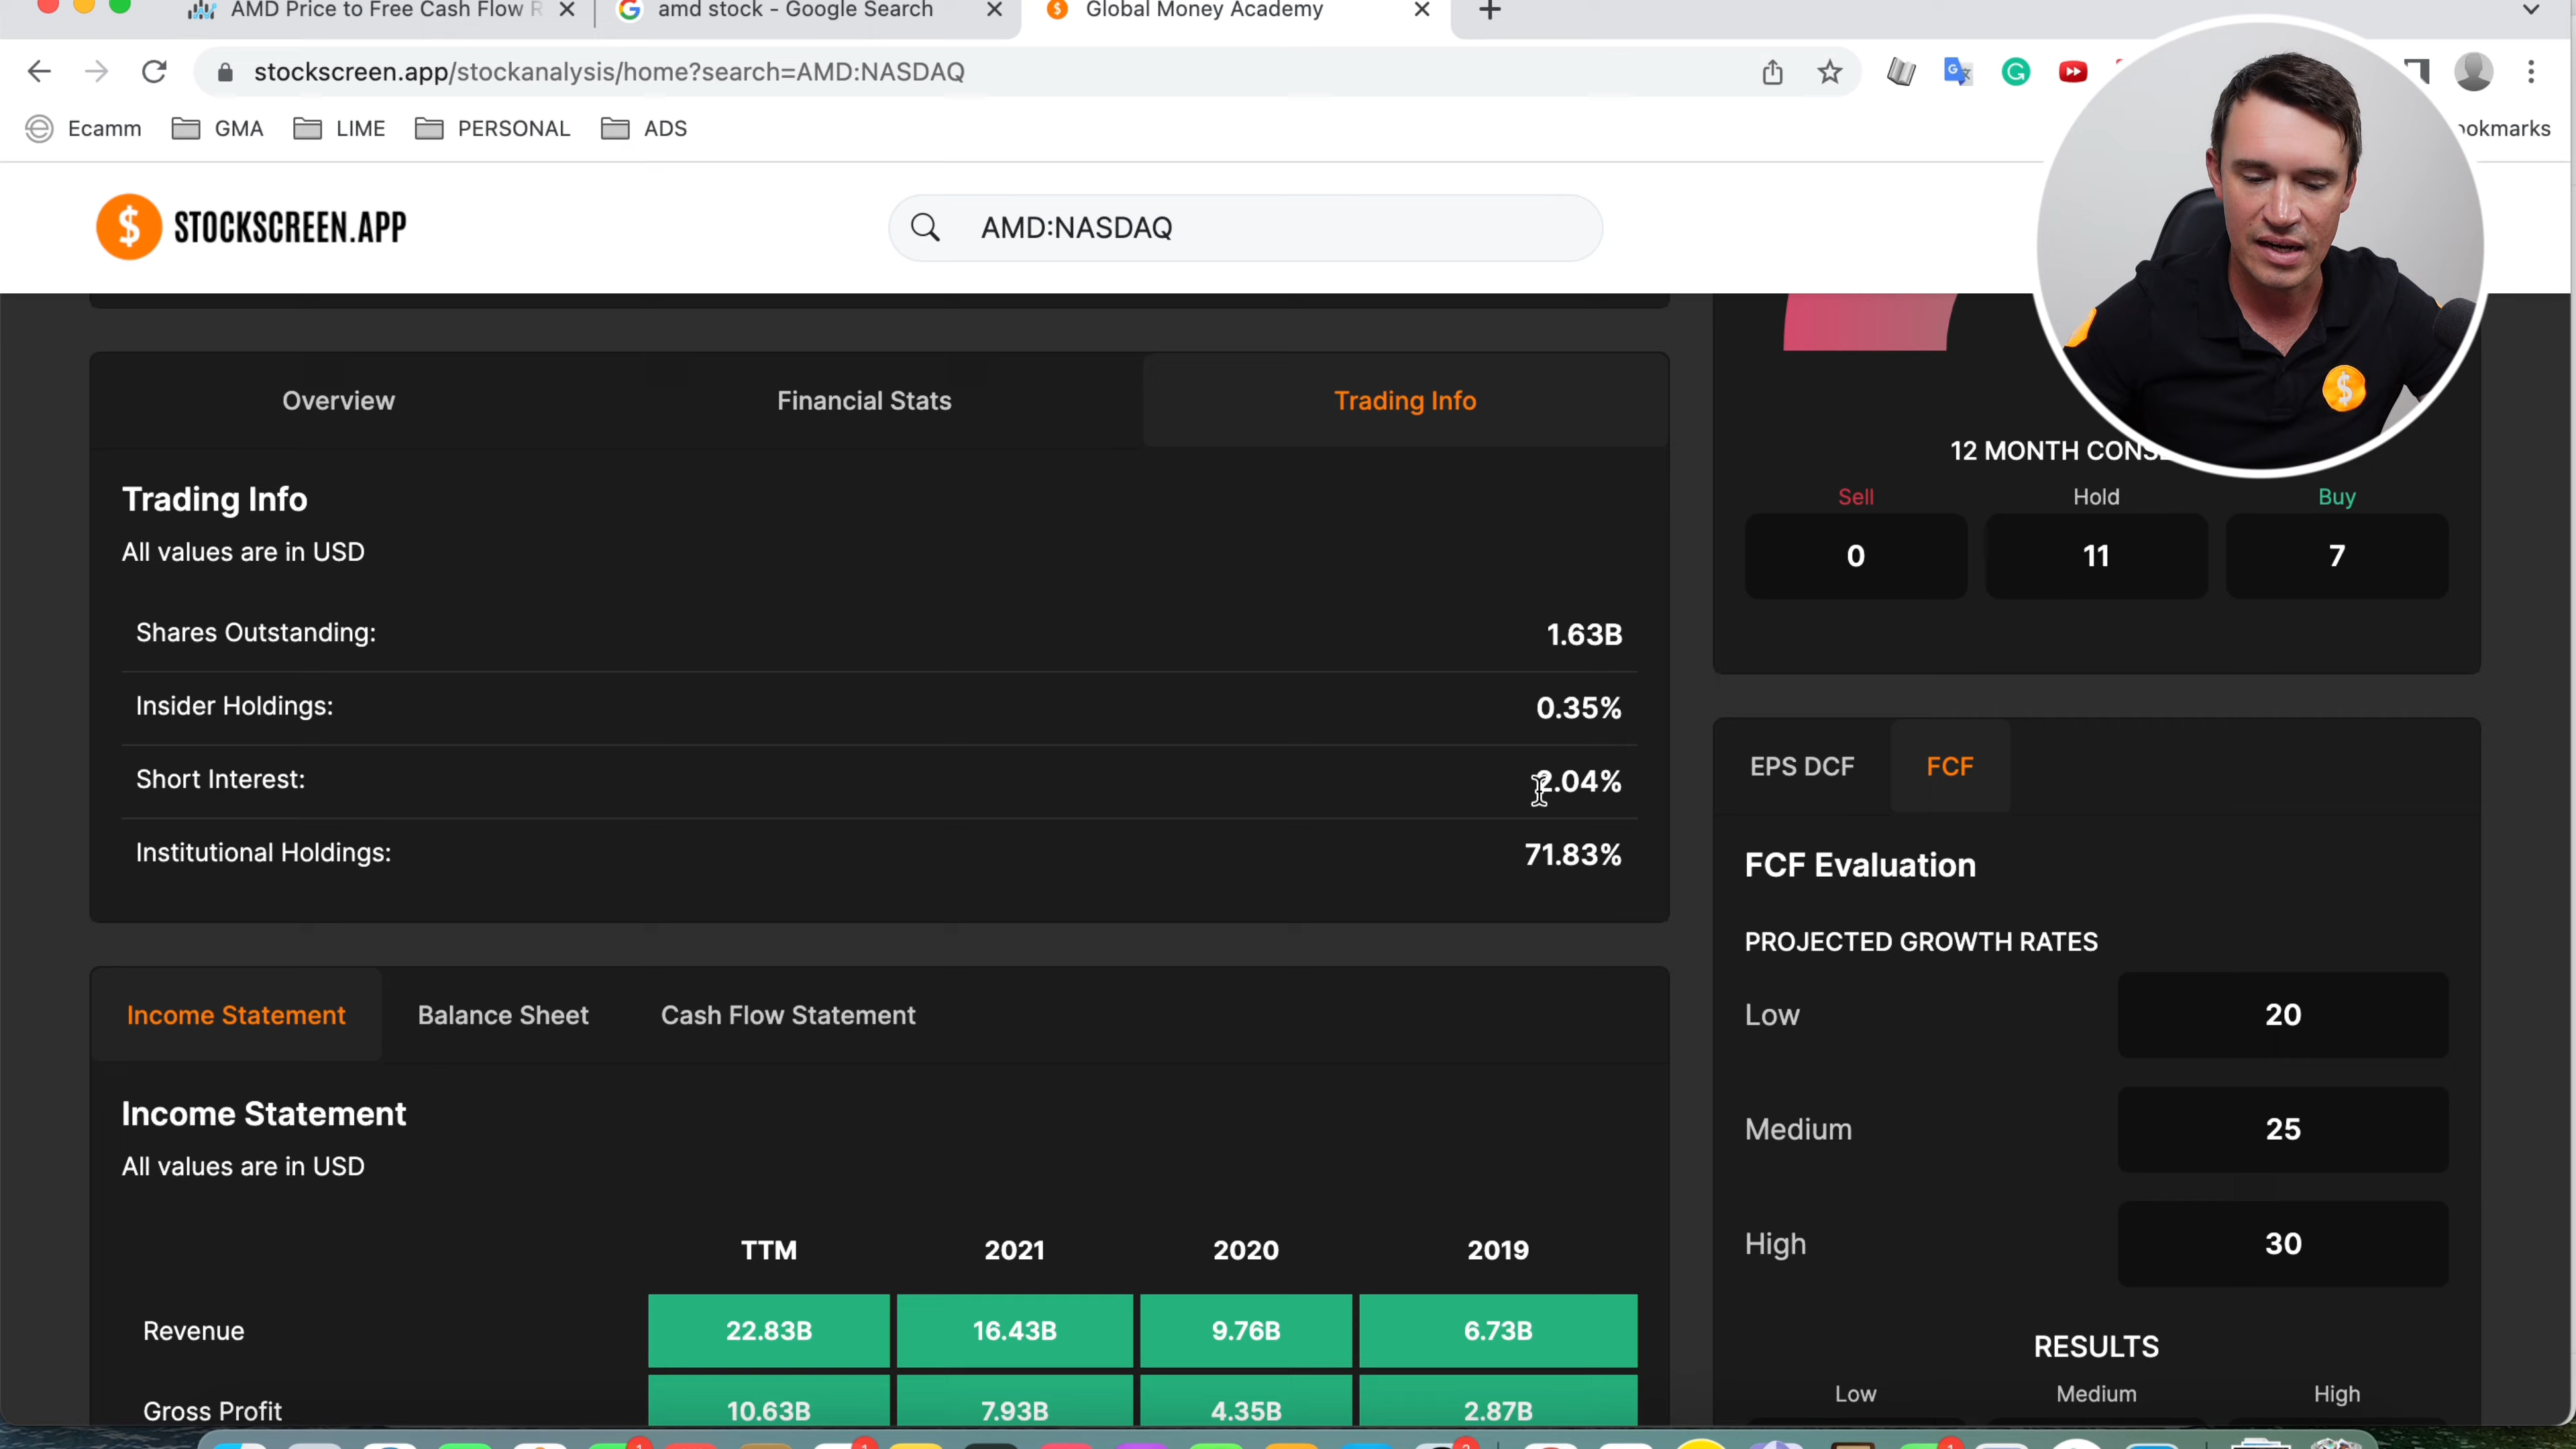 AMD Price to Free Cash Flow R
amd stock - Google Search
Global Money Academy
stockscreen.app/stockanalysis/home?search=AMD:NASDAQ
Ecamm
GMA
LIME
PERSONAL
ADS
STOCKSCREEN.APP
AMD:NASDAQ
Overview
Financial Stats
Trading Info
Trading Info
All values are in USD
Shares Outstanding: 1.63B
Insider Holdings: 0.35%
Short Interest: 2.04%
Institutional Holdings: 71.83%
12 MONTH
Sell Hold Buy
0 11 7
EPS DCF FCF
FCF Evaluation
PROJECTED GROWTH RATES
Low 20
Medium 25
High 30
RESULTS
Low Medium High
Income Statement Balance Sheet Cash Flow Statement
Income Statement
All values are in USD
TTM 2021 2020 2019
Revenue 22.83B 16.43B 9.76B 6.73B
Gross Profit 10.63B 7.93B 4.35B 2.87B